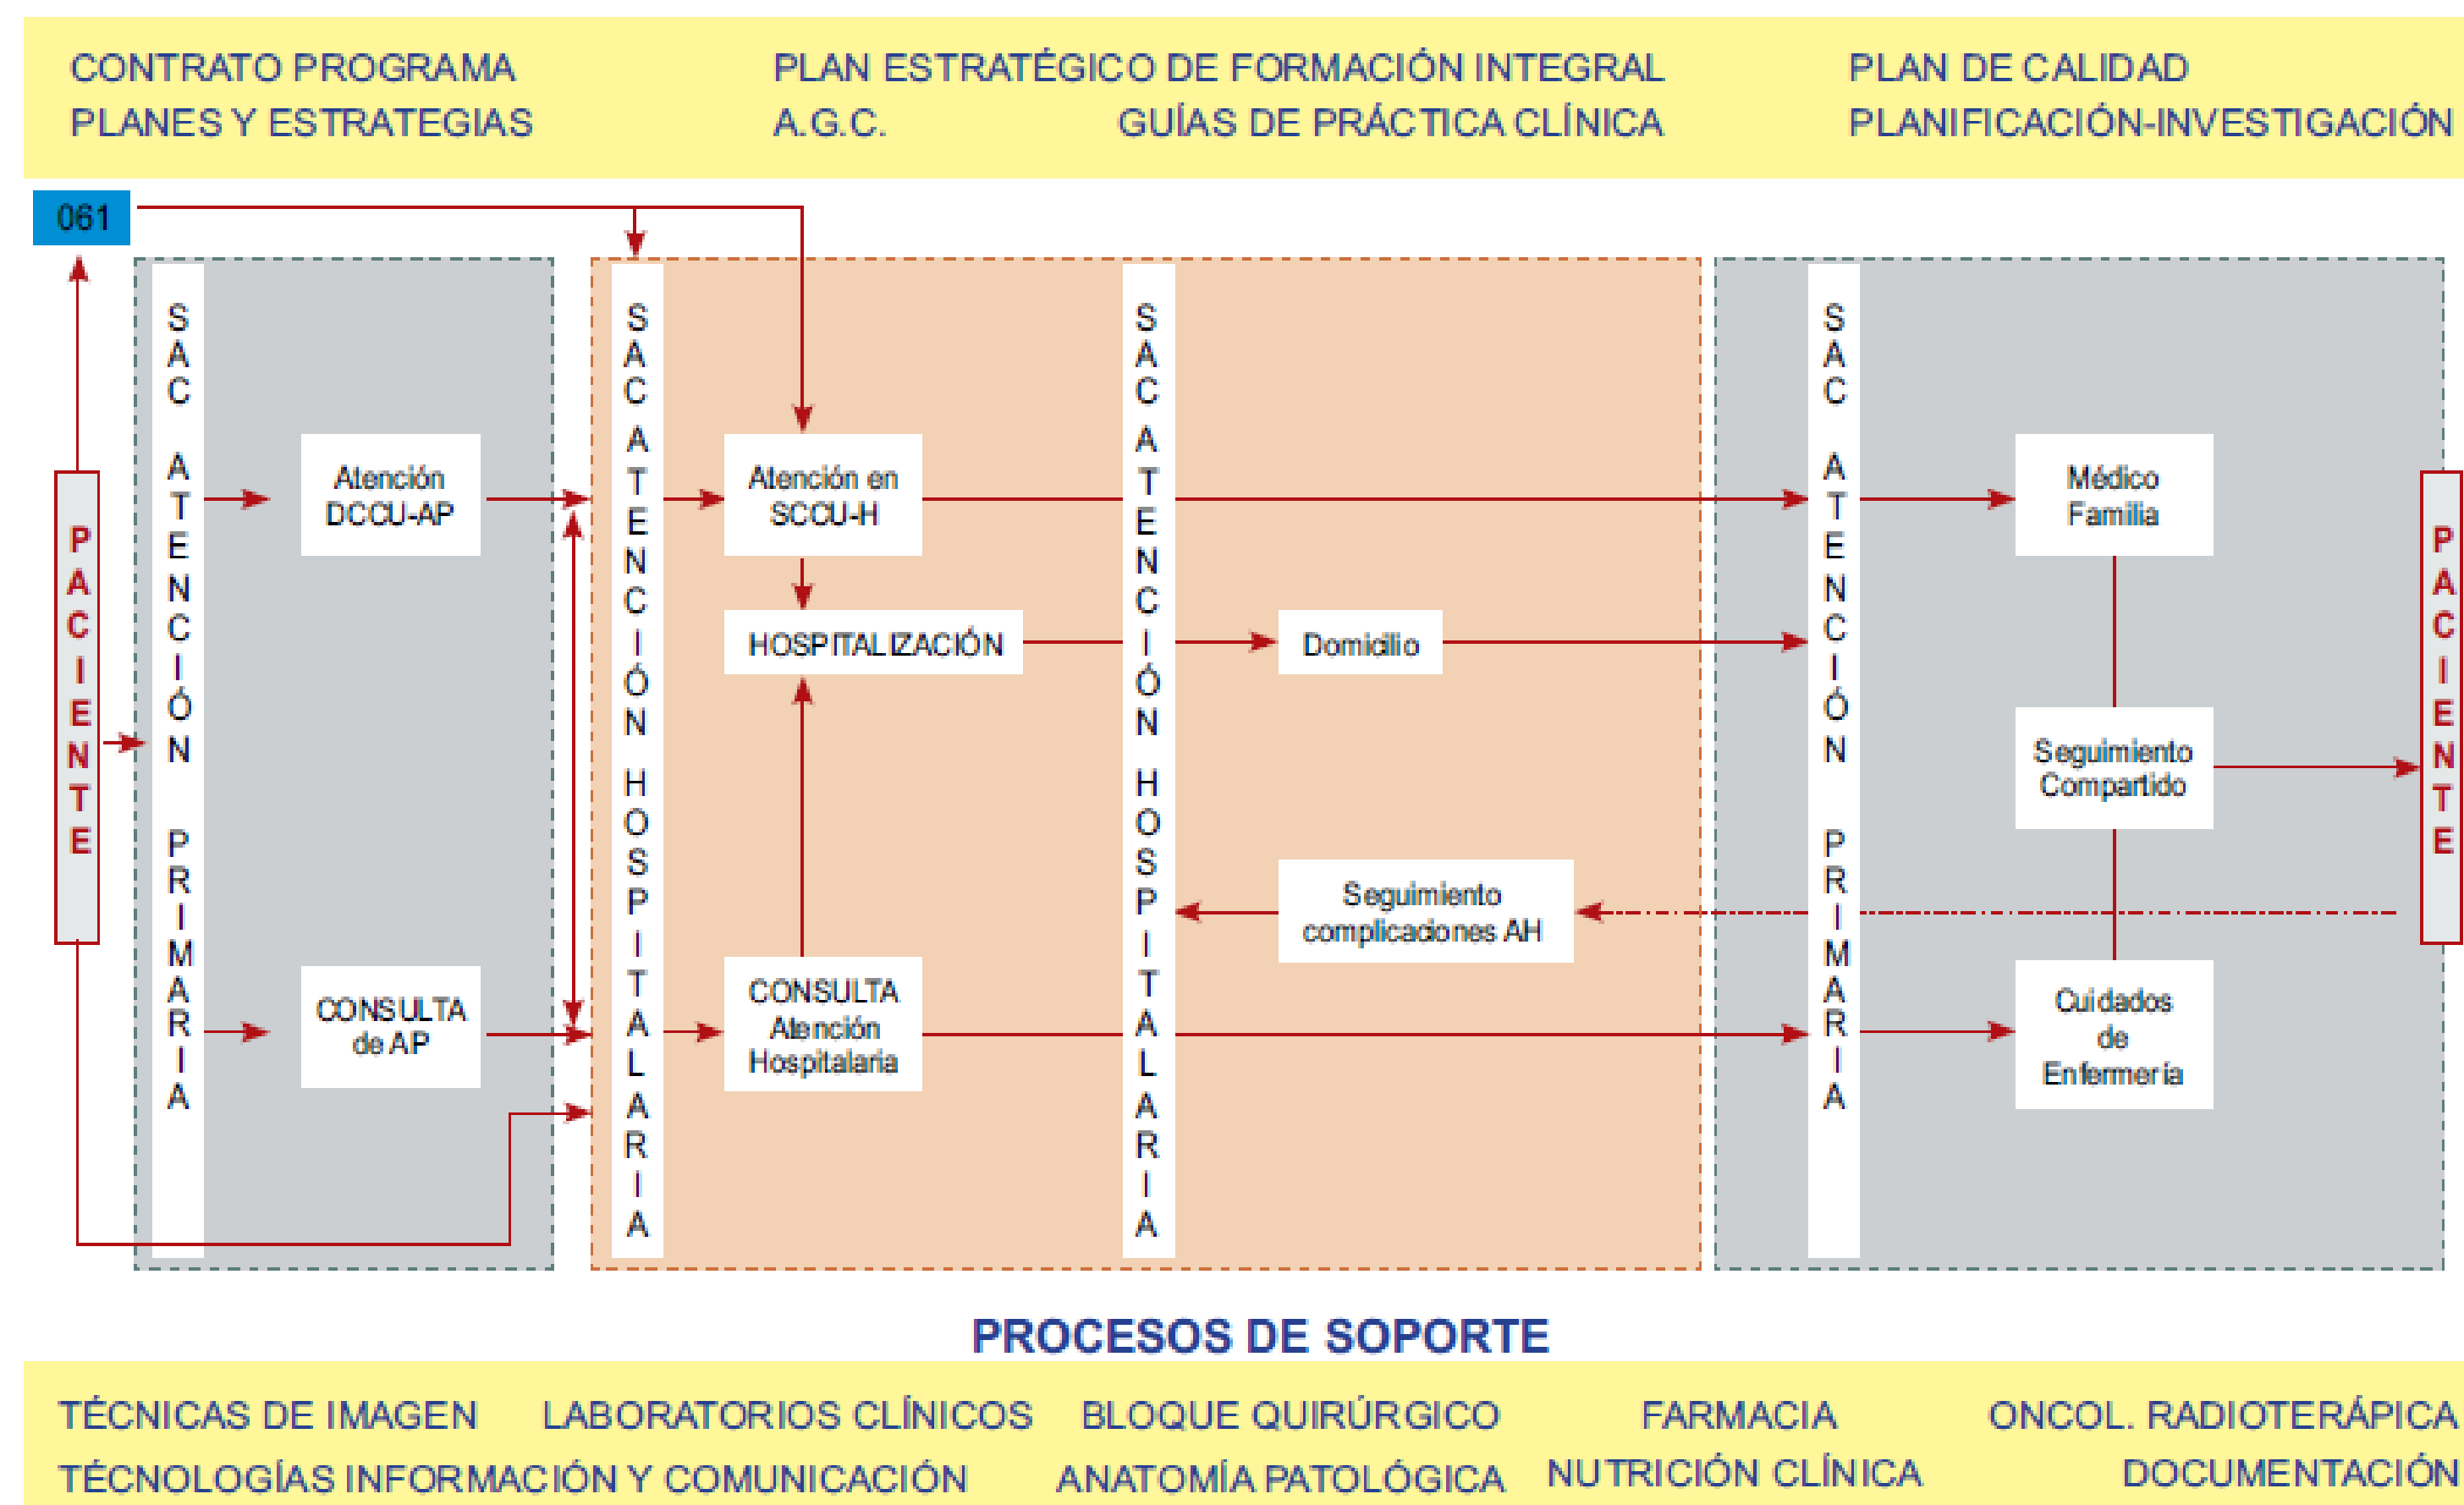 CONTRATO PROGRAMA
PLAN ESTRATÉGICO DE FORMACIÓN INTEGRAL
PLAN DE CALIDAD
PLANES Y ESTRATEGIAS
A.G.C.
GUÍAS DE PRÁCTICA CLÍNICA
PLANIFICACIÓN-INVESTIGACIÓN
061
PACIENTE
SAC ATENCIÓN PRIMARIA
Atención
DCCU-AP
CONSULTA
de AP
SAC ATENCIÓN HOSPITALARIA
Atención en
SCCU-H
HOSPITALIZACIÓN
CONSULTA
Atención
Hospitalaria
SAC ATENCIÓN HOSPITALARIA
Domicilio
Seguimiento
complicaciones AH
SAC ATENCIÓN PRIMARIA
Médico
Familia
Seguimiento
Compartido
Cuidados
de
Enfermería
PACIENTE
PROCESOS DE SOPORTE
TÉCNICAS DE IMAGEN
LABORATORIOS CLÍNICOS
BLOQUE QUIRÚRGICO
FARMACIA
ONCOL. RADIOTERÁPICA
TÉCNOLOGÍAS INFORMACIÓN Y COMUNICACIÓN
ANATOMÍA PATOLÓGICA
NUTRICIÓN CLÍNICA
DOCUMENTACIÓN